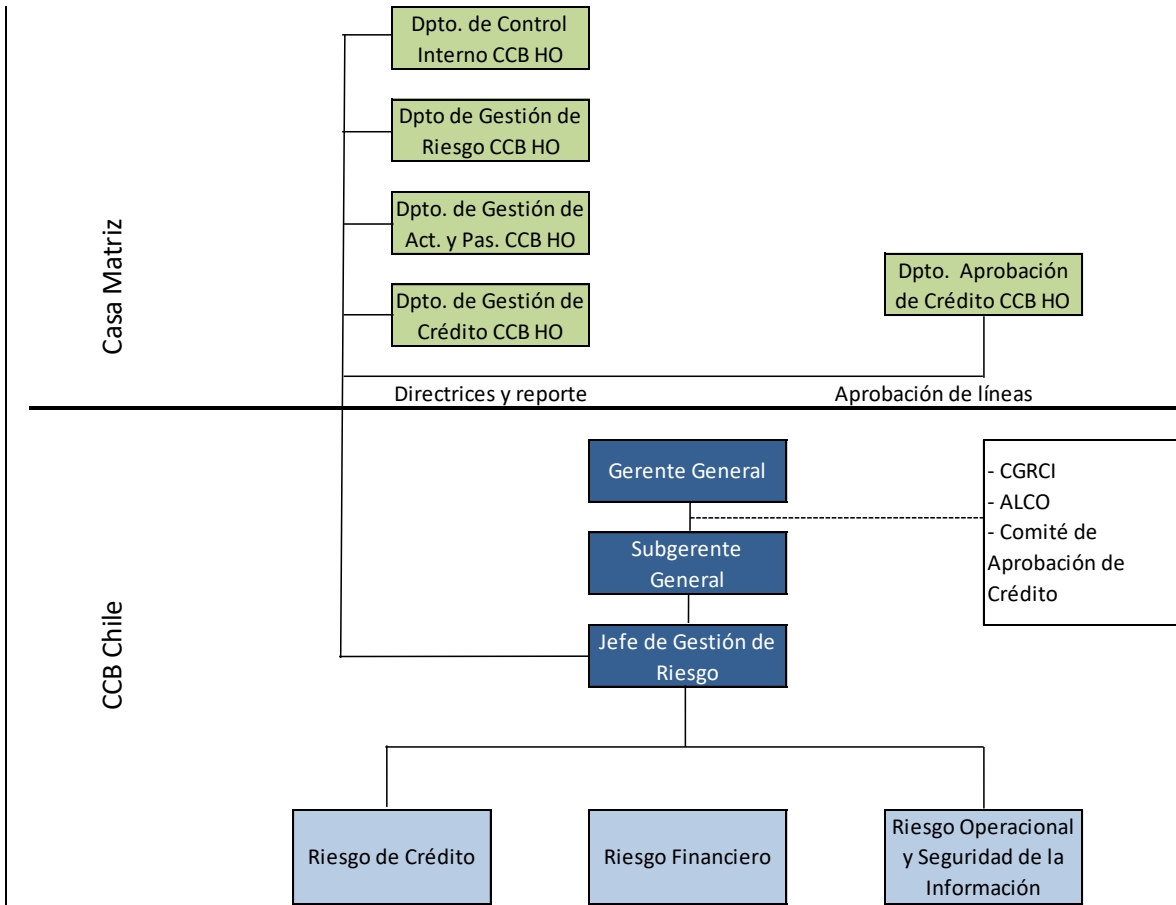 Dpto. de Control
Interno CCB HO
Dpto de Gestión de
Riesgo CCB HO
Dpto. de Gestión de
Act. y Pas. CCB HO
Dpto. de Gestión de
Crédito CCB HO
Dpto. Aprobación
de Crédito CCB HO
Casa Matriz
Directrices y reporte
Aprobación de líneas
CCB Chile
Gerente General
- CGRCI
- ALCO
- Comité de
Aprobación de
Crédito
Subgerente
General
Jefe de Gestión de
Riesgo
Riesgo de Crédito
Riesgo Financiero
Riesgo Operacional
y Seguridad de la
Información